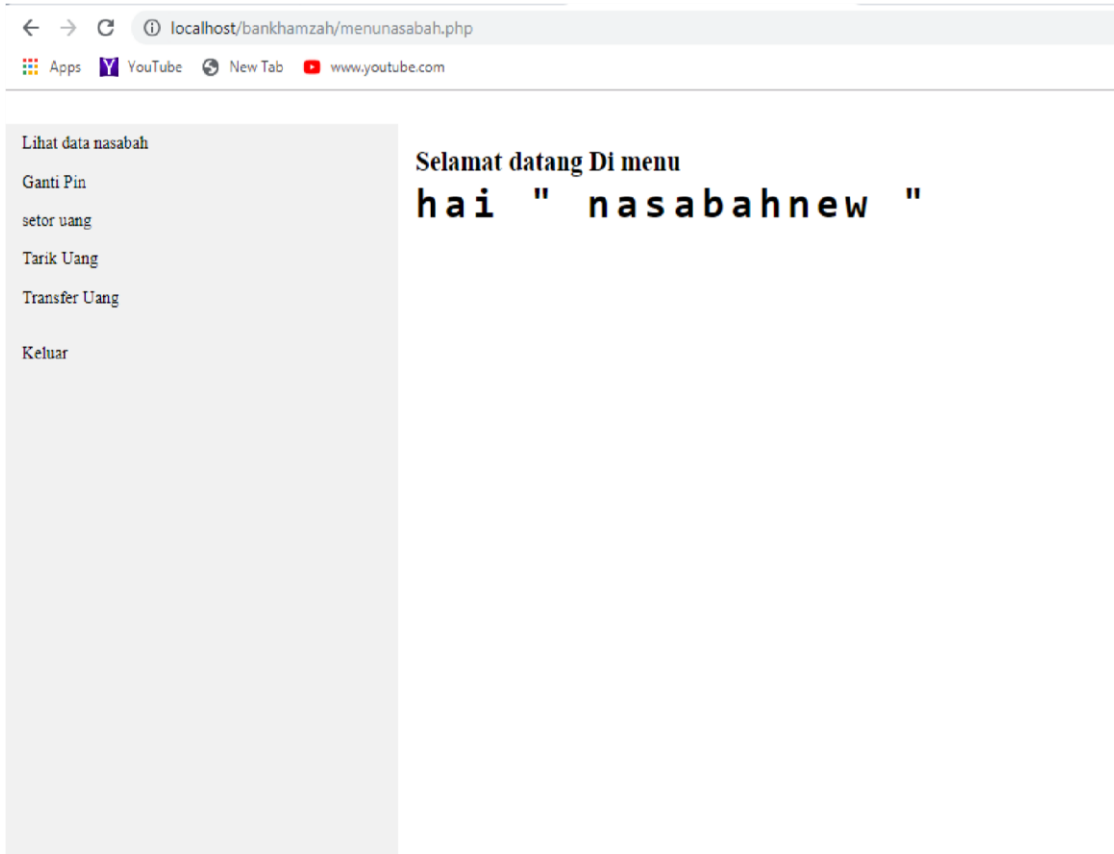 localhost/bankhamzah/menunasabah.php
Apps YouTube New Tab www.youtube.com
Lihat data nasabah
Ganti Pin
setor uang
Tarik Uang
Transfer Uang
Keluar
Selamat datang Di menu
hai " nasabahnew "